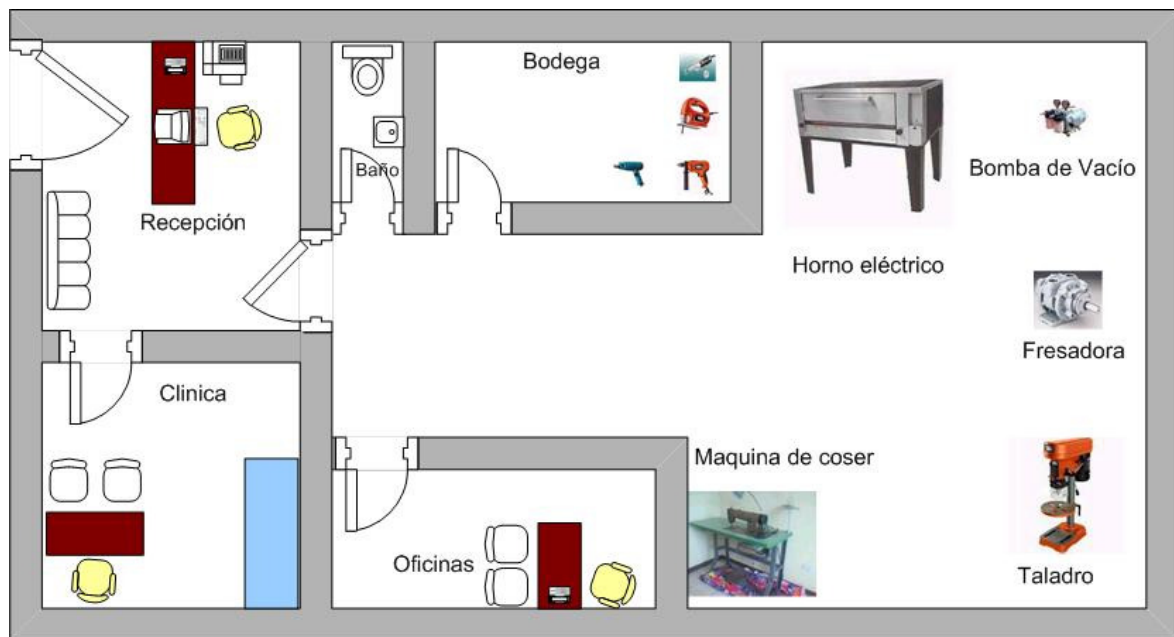 Bodega
Baño
Bomba de Vacío
Recepción
Horno eléctrico
Fresadora
Clinica
Maquina de coser
Oficinas
Taladro